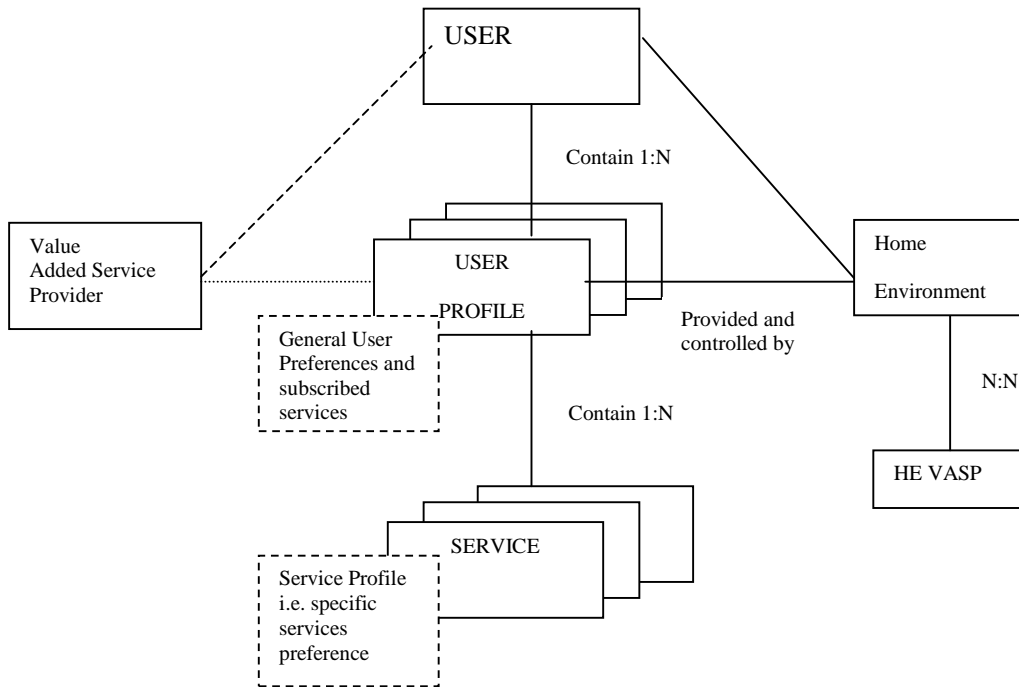 USER
Contain 1:N
Value
Added Service
Provider
USER
PROFILE
Home
Environment
Provided and
controlled by
General User
Preferences and
subscribed
services
N:N
Contain 1:N
HE VASP
SERVICE
Service Profile
i.e. specific
services
preference